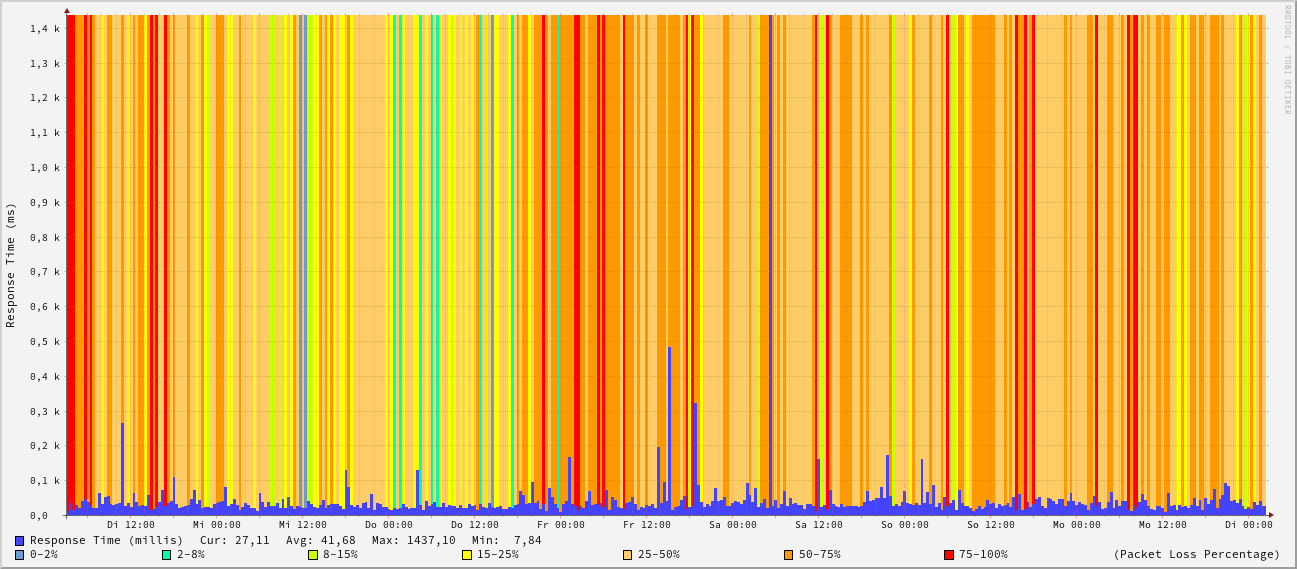 RRDTOOL / TOBI OETIKER
Response Time (ms)
1,4 k
1,3 k
1,2 k
1,1 k
1,0 k
0,9 k
0,8 k
0,7 k
0,6 k
0,5 k
0,4 k
0,3 k
0,2 k
0,1 k
0,0
Di 12:00 Mi 00:00 Mi 12:00 Do 00:00 Do 12:00 Fr 00:00 Fr 12:00 Sa 00:00 Sa 12:00 So 00:00 So 12:00 Mo 00:00 Mo 12:00 Di 00:00
Response Time (millis) Cur: 27,11 Avg: 41,68 Max: 1437,10 Min: 7,84
0-2% 2-8% 8-15% 15-25% 25-50% 50-75% 75-100% (Packet Loss Percentage)